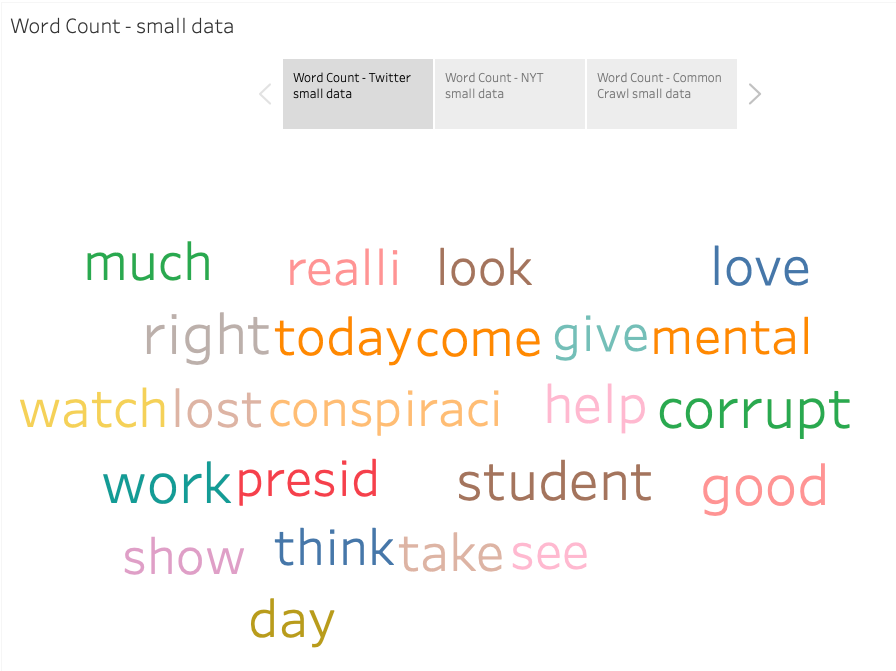 Word Count - small data
Word Count - Twitter
small data
Word Count - NYT
small data
Word Count - Common
Crawl small data
much realli look love
right today come give mental
watch lost conspiraci help corrupt
work presid student good
show think take see
day